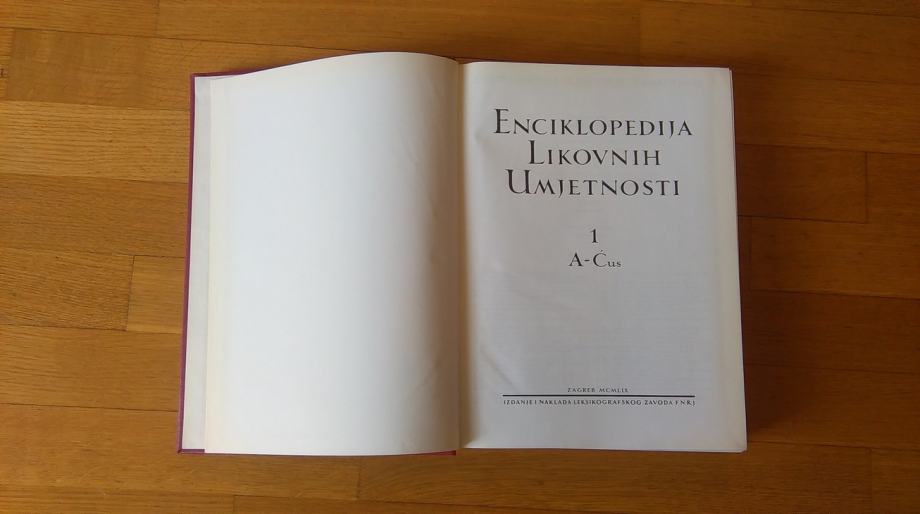 ENCIKLOPEDIJA
LIKOVNIH
UMJETNOSTI
1
A-Ćus
ZAGREB MCMLIX
IZDANJE I NAKLADA LEKSIKOGRAFSKOG ZAVODA FNRJ